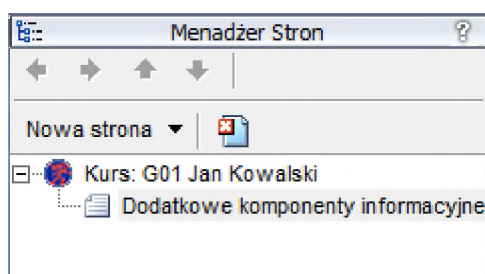 Menadżer Stron
Nowa strona
Kurs: G01 Jan Kowalski
Dodatkowe komponenty informacyjne